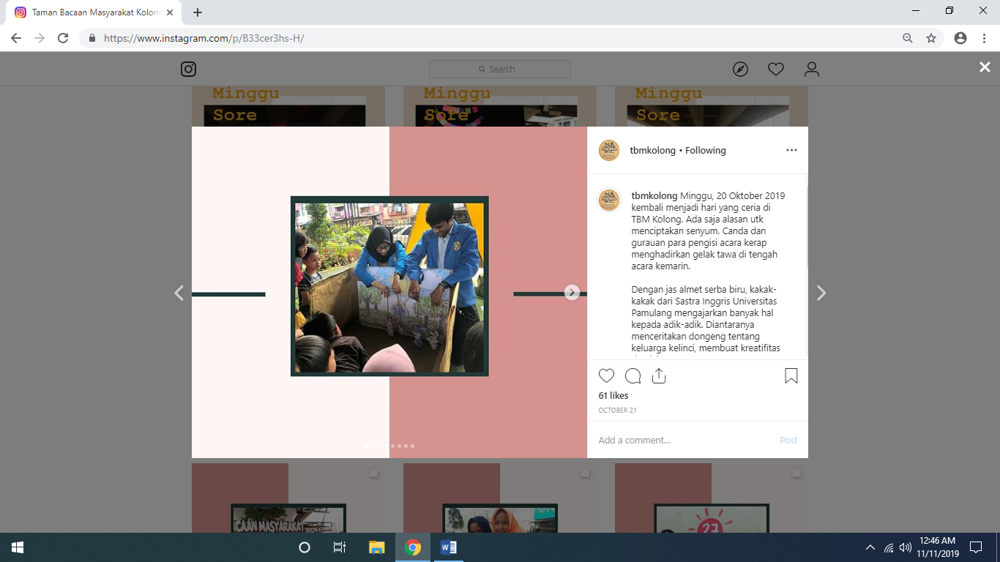 Taman Bacaan Masyarakat Kolon
https://www.instagram.com/p/B33cer3hs-H/
Search
Minggu
Sore
Minggu
Sore
Minggu
Sore
tbmkolong • Following
tbmkolong Minggu, 20 Oktober 2019
kembali menjadi hari yang ceria di
TBM Kolong. Ada saja alasan utk
menciptakan senyum. Canda dan
gurauan para pengisi acara kerap
menghadirkan gelak tawa di tengah
acara kemarin.
Dengan jas almet serba biru, kakak-
kakak dari Sastra Inggris Universitas
Pamulang mengajarkan banyak hal
kepada adik-adik. Diantaranya
menceritakan dongeng tentang
keluarga kelinci, membuat kreatifitas
61 likes
OCTOBER 21
Add a comment...
Post
ACAAN MASYARAKAT
27
12:46 AM
11/11/2019